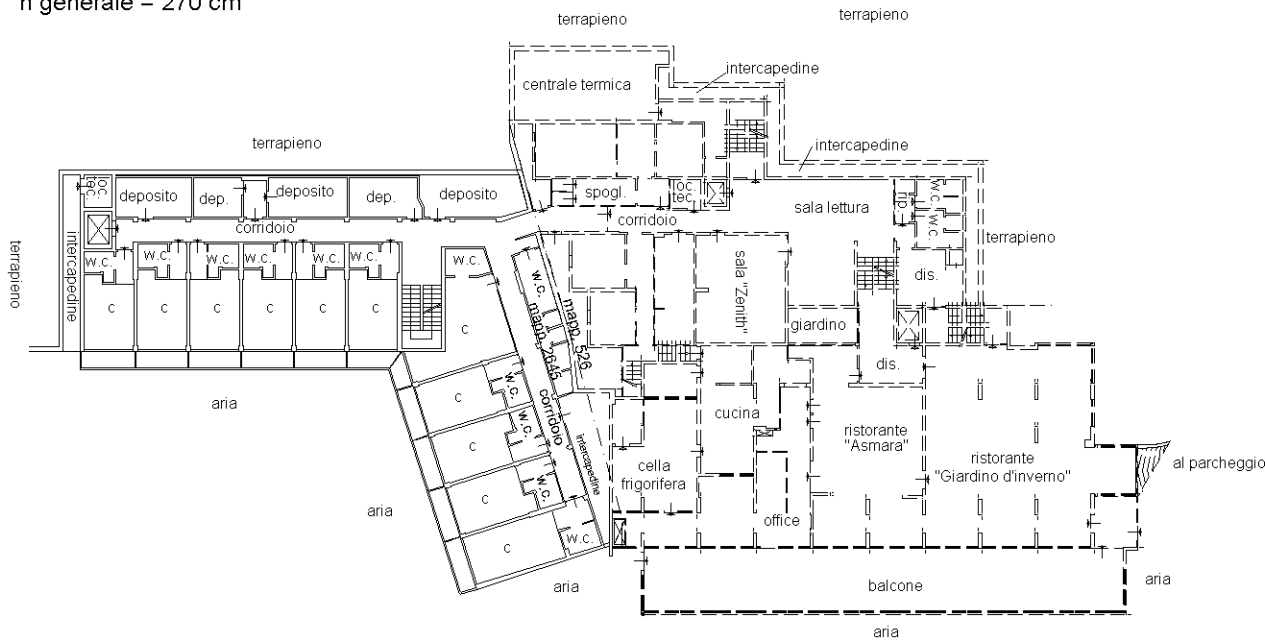 h generale = 270 cm
terrapieno
terrapieno
intercapedine
centrale termica
terrapieno
intercapedine
loc. tec.
deposito
dep.
deposito
dep.
deposito
spogl.
loc. tec.
sala lettura
rip.
w.c.
w.c.
corridoio
corridoio
terrapieno
terrapieno
intercapedine
w.c.
w.c.
w.c.
w.c.
w.c.
w.c.
w.c.
w.c.
mapp. 526
mapp. 2645
sala "Zenith"
dis.
c
c
c
c
c
c
c
giardino
dis.
aria
c
w.c.
corridoio
cucina
ristorante
"Asmara"
c
w.c.
intercapedine
cella
frigorifera
ristorante
"Giardino d'inverno"
al parcheggio
c
w.c.
aria
office
c
w.c.
aria
balcone
aria
aria